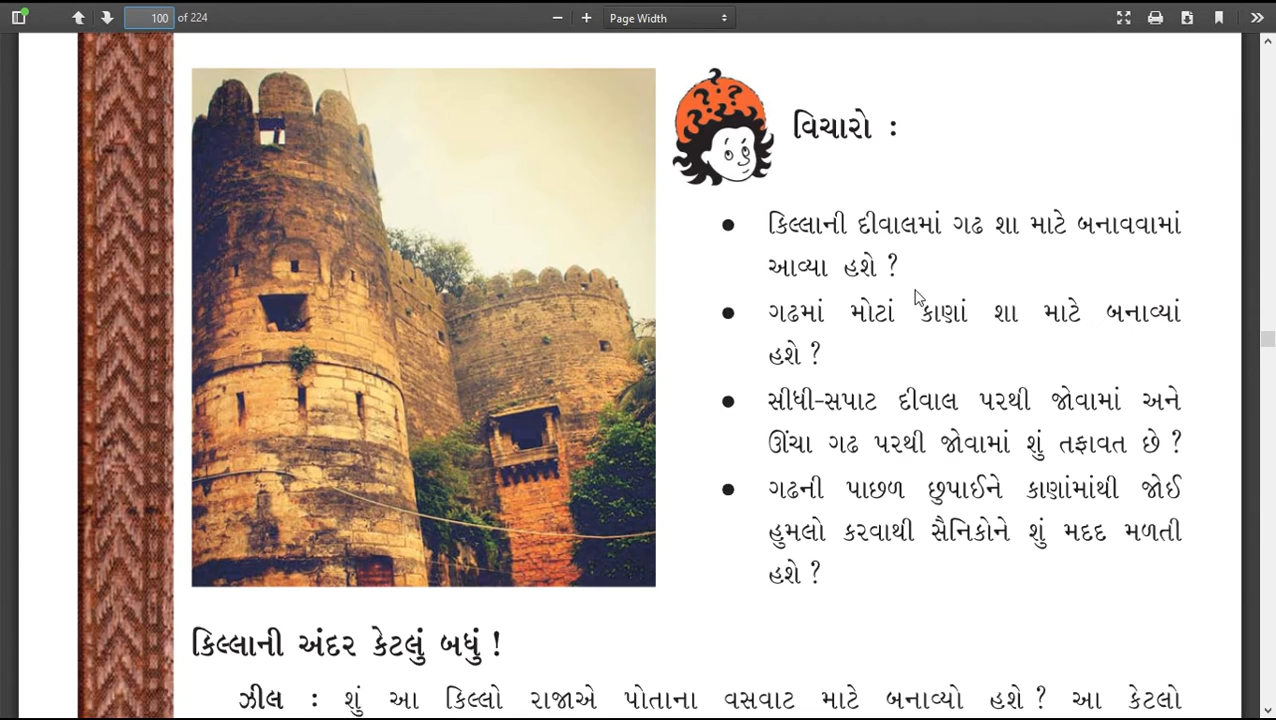 100 of 224
Page Width
વિચારો :
કિલ્લાની દીવાલમાં ગઢ શા માટે બનાવવામાં
આવ્યા હશે ?
ગઢમાં મોટાં કાણાં શા માટે બનાવ્યાં
હશે ?
સીધી-સપાટ દીવાલ પરથી જોવામાં અને
ઊંચા ગઢ પરથી જોવામાં શું તફાવત છે ?
ગઢની પાછળ છુપાઈને કાણાંમાંથી જોઈ
હુમલો કરવાથી સૈનિકોને શું મદદ મળતી
હશે ?
કિલ્લાની અંદર કેટલું બધું !
ઝીલ : શું આ કિલ્લો રાજાએ પોતાના વસવાટ માટે બનાવ્યો હશે ? આ કેટલો